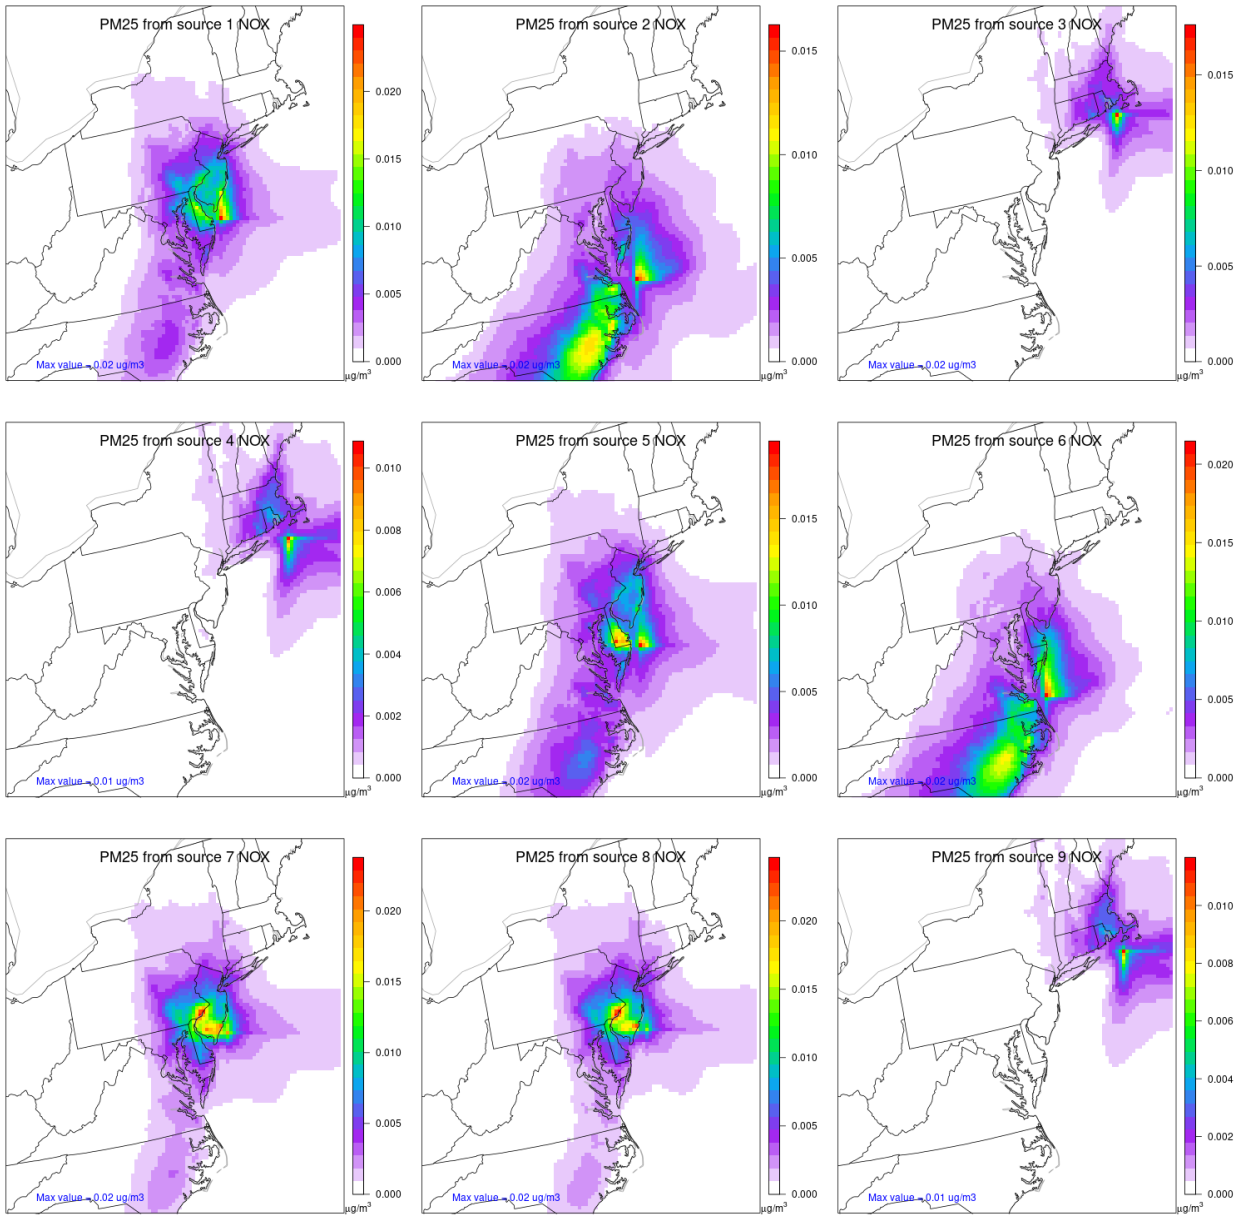 PM25 from source 1 NOX
0.020
0.015
0.010
0.005
0.000
Max value = 0.02 ug/m3
µg/m3
PM25 from source 2 NOX
0.015
0.010
0.005
0.000
Max value = 0.02 ug/m3
µg/m3
PM25 from source 3 NOX
0.015
0.010
0.005
0.000
Max value = 0.02 ug/m3
µg/m3
PM25 from source 4 NOX
0.010
0.008
0.006
0.004
0.002
0.000
Max value = 0.01 ug/m3
µg/m3
PM25 from source 5 NOX
0.015
0.010
0.005
0.000
Max value = 0.02 ug/m3
µg/m3
PM25 from source 6 NOX
0.020
0.015
0.010
0.005
0.000
Max value = 0.02 ug/m3
µg/m3
PM25 from source 7 NOX
0.020
0.015
0.010
0.005
0.000
Max value = 0.02 ug/m3
µg/m3
PM25 from source 8 NOX
0.020
0.015
0.010
0.005
0.000
Max value = 0.02 ug/m3
µg/m3
PM25 from source 9 NOX
0.010
0.008
0.006
0.004
0.002
0.000
Max value = 0.01 ug/m3
µg/m3